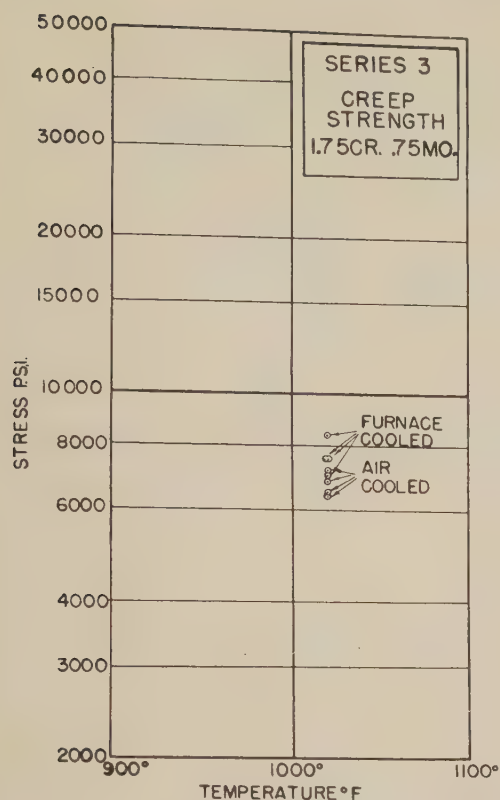 SERIES 3
CREEP
STRENGTH
1.75CR. .75MO.
50000
40000
30000
20000
15000
10000
8000
6000
4000
3000
2000
STRESS P.S.I.
FURNACE
COOLED
AIR
COOLED
900° 1000° 1100°
TEMPERATURE °F